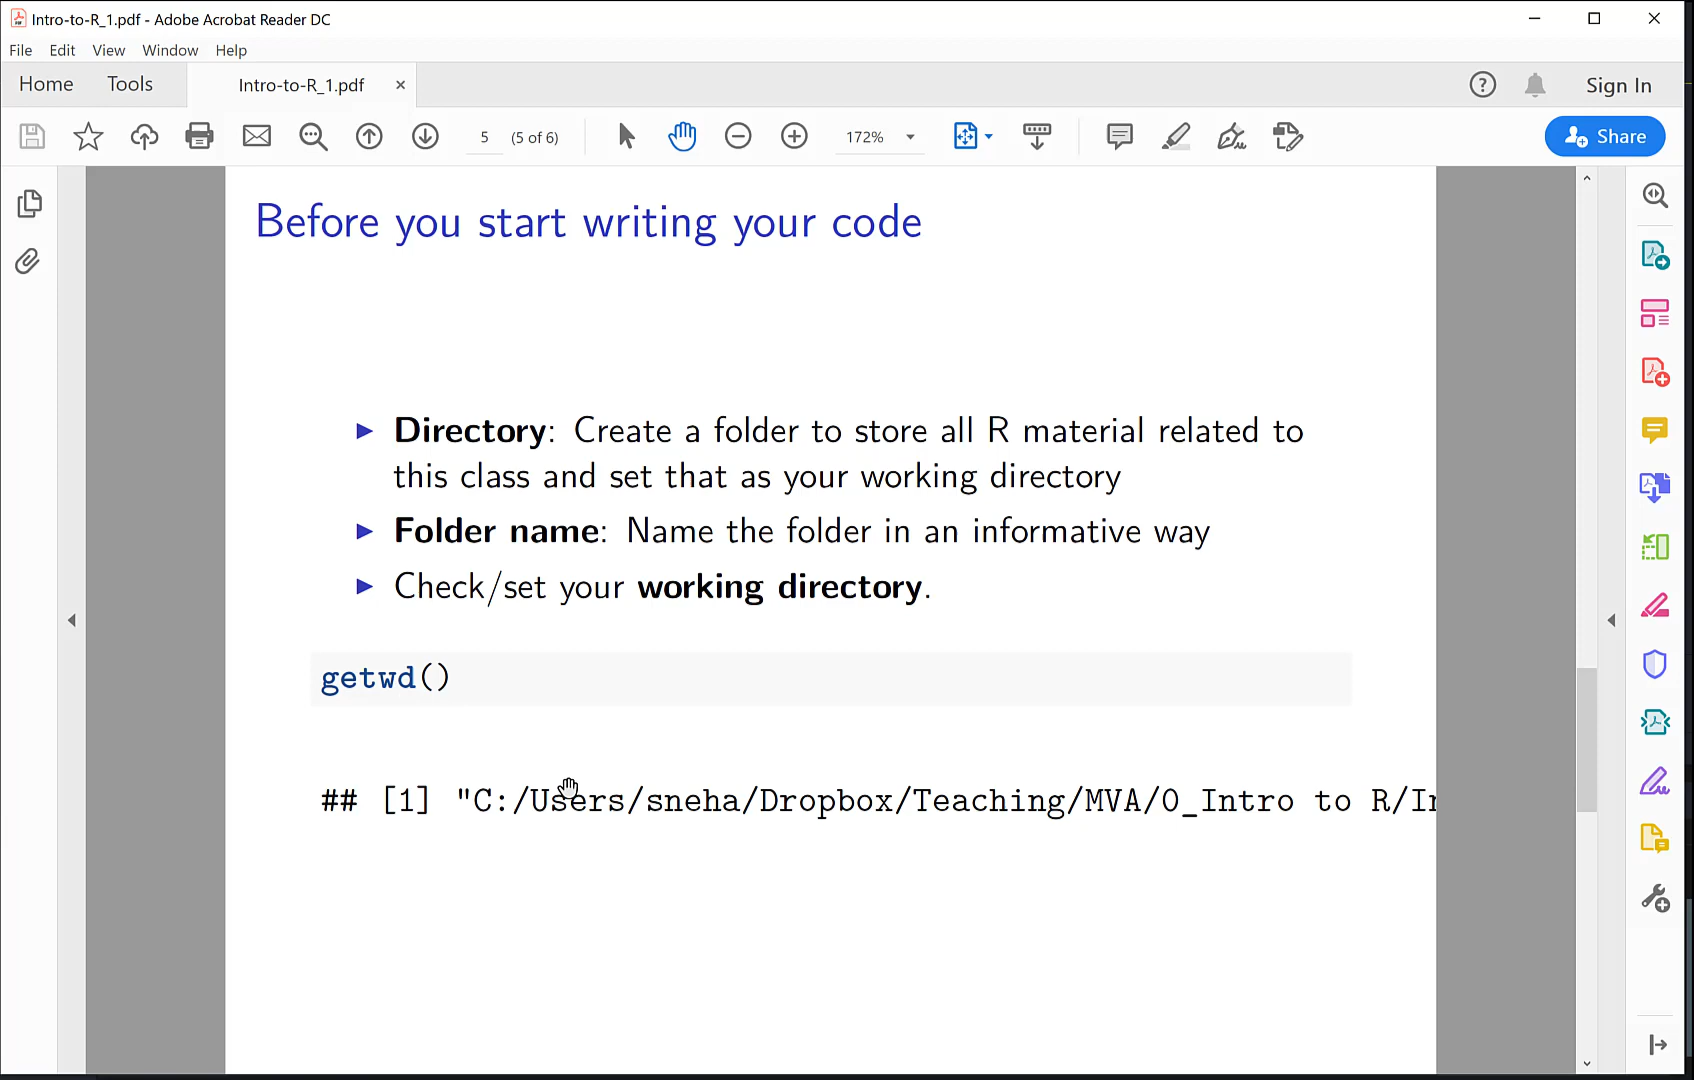 Intro-to-R_1.pdf - Adobe Acrobat Reader DC
File Edit View Window Help
Home Tools Intro-to-R_1.pdf × Sign In
5 (5 of 6) 172% Share
Before you start writing your code
Directory: Create a folder to store all R material related to
this class and set that as your working directory
Folder name: Name the folder in an informative way
Check/set your working directory.
getwd()
## [1] "C:/Users/sneha/Dropbox/Teaching/MVA/0_Intro to R/In